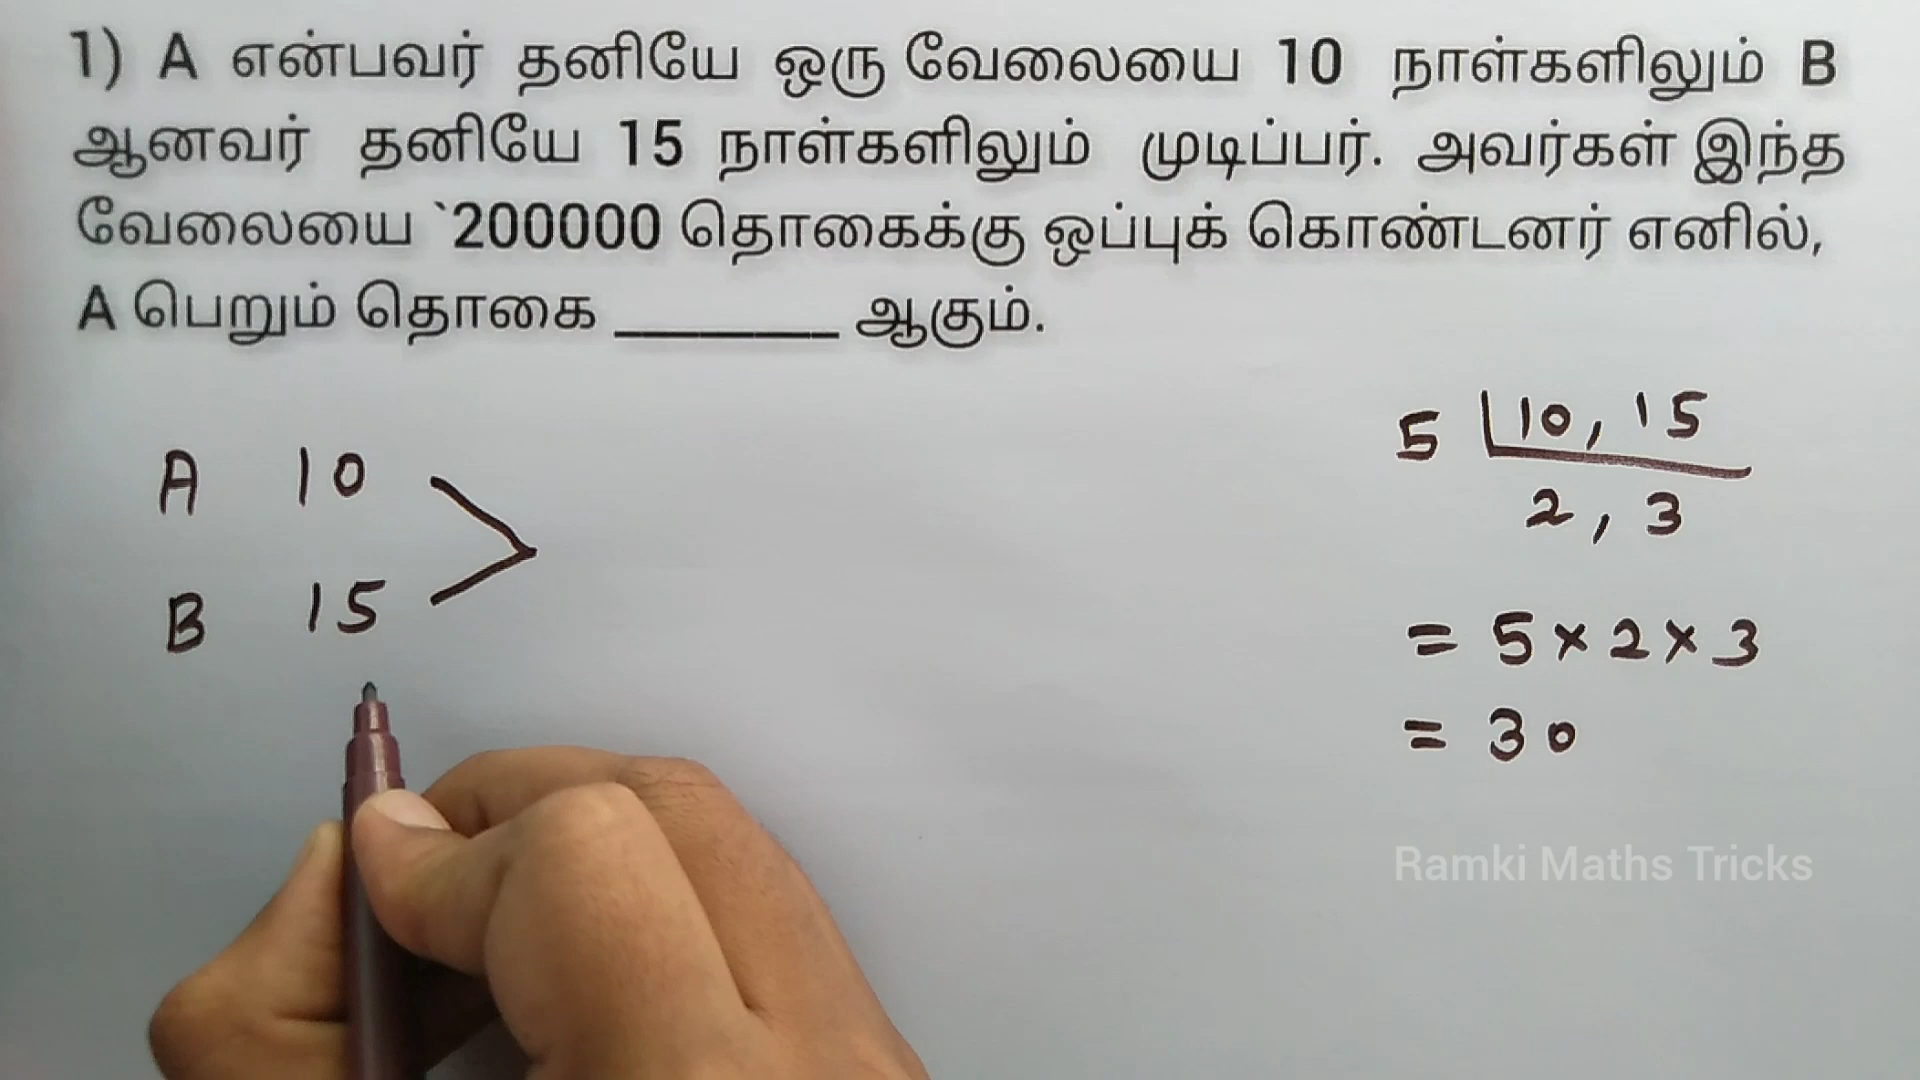 1) A என்பவர் தனியே ஒரு வேலையை 10 நாள்களிலும் B
ஆனவர் தனியே 15 நாள்களிலும் முடிப்பர். அவர்கள் இந்த
வேலையை `200000 தொகைக்கு ஒப்புக் கொண்டனர் எனில்,
A பெறும் தொகை ________ ஆகும்.
A 10
B 15
5 10, 15
2, 3
= 5 × 2 × 3
= 30
Ramki Maths Tricks